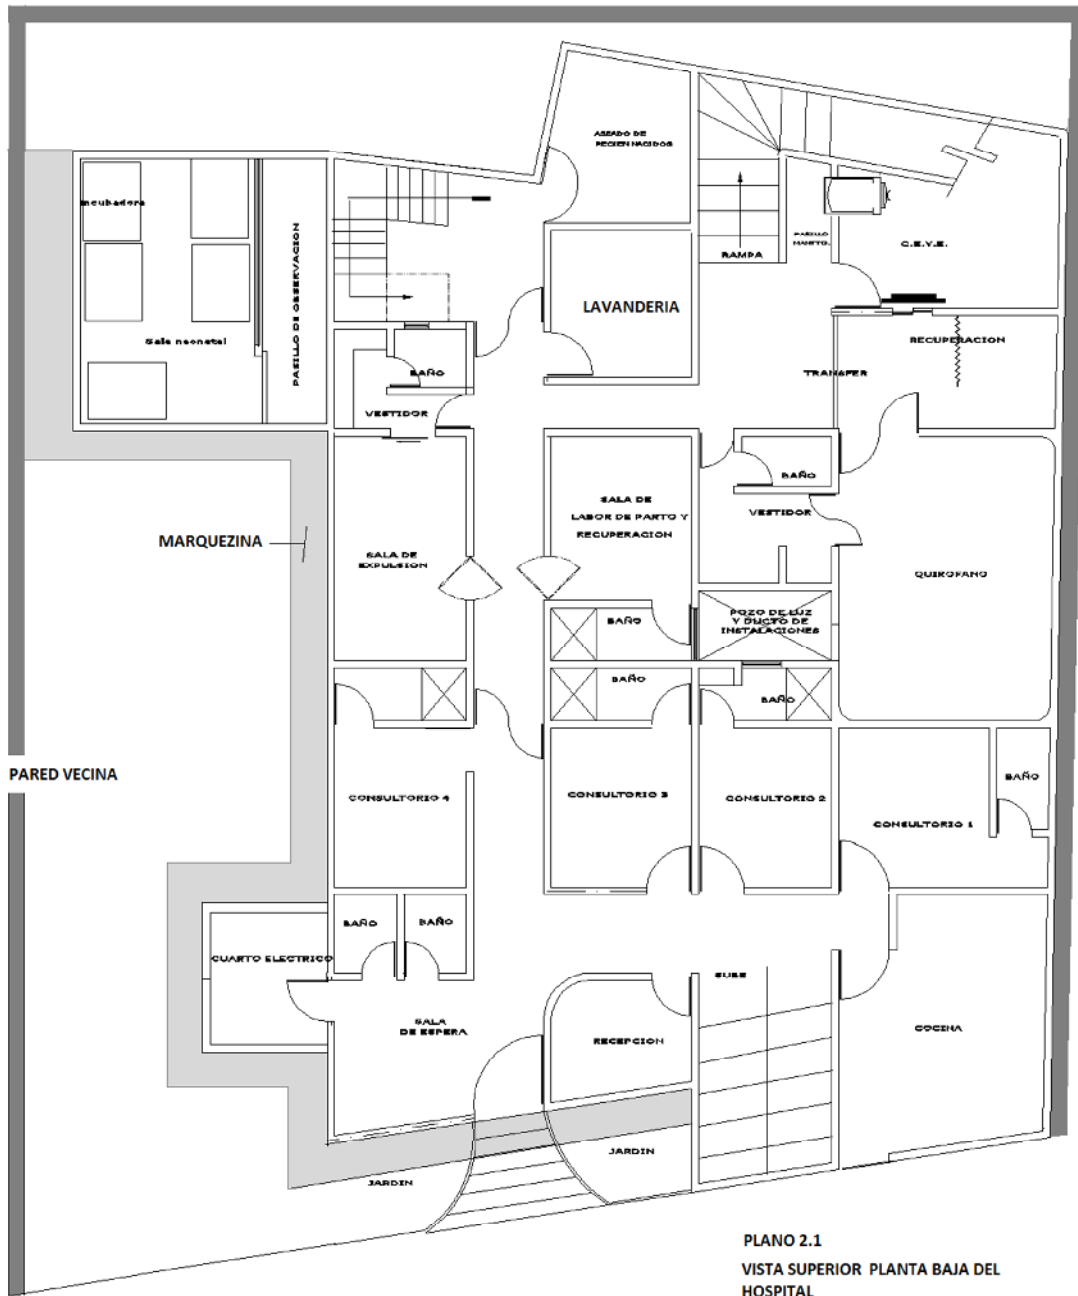 ASEADO DE
RECIEN NACIDOS
Incubadora
PASILLO DE OBSERVACION
Sala neonatal
RAMPA
PASILLO
C.E.Y.E.
LAVANDERIA
RECUPERACION
TRANSFER
BAÑO
VESTIDOR
BAÑO
VESTIDOR
SALA DE
LABOR DE PARTO Y
RECUPERACION
MARQUEZINA
SALA DE
EXPULSION
QUIROFANO
BAÑO
POZO DE LUZ
Y DUCTO DE
INSTALACIONES
BAÑO
BAÑO
PARED VECINA
BAÑO
CONSULTORIO 4
CONSULTORIO 3
CONSULTORIO 2
CONSULTORIO 1
BAÑO
BAÑO
CUARTO ELECTRICO
SUBE
SALA
DE ESPERA
RECEPCION
COCINA
JARDIN
JARDIN
PLANO 2.1
VISTA SUPERIOR PLANTA BAJA DEL
HOSPITAL